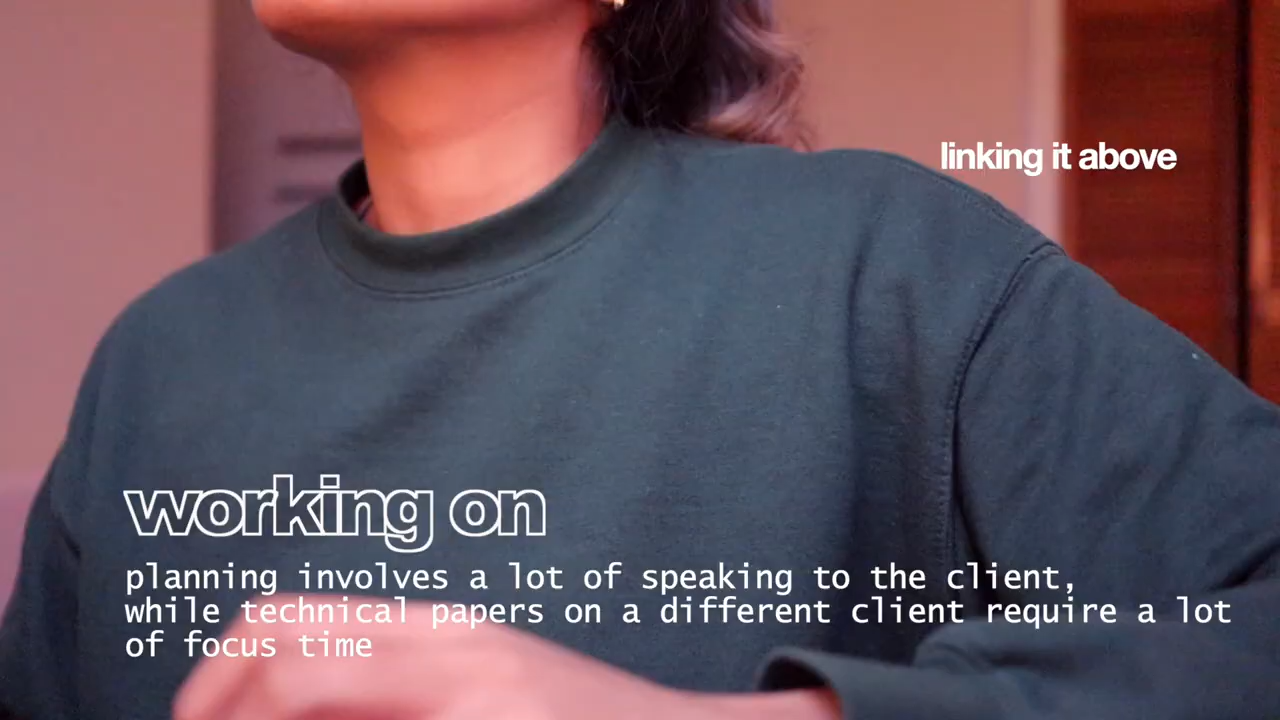 linking it above
working on
planning involves a lot of speaking to the client,
while technical papers on a different client require a lot
of focus time